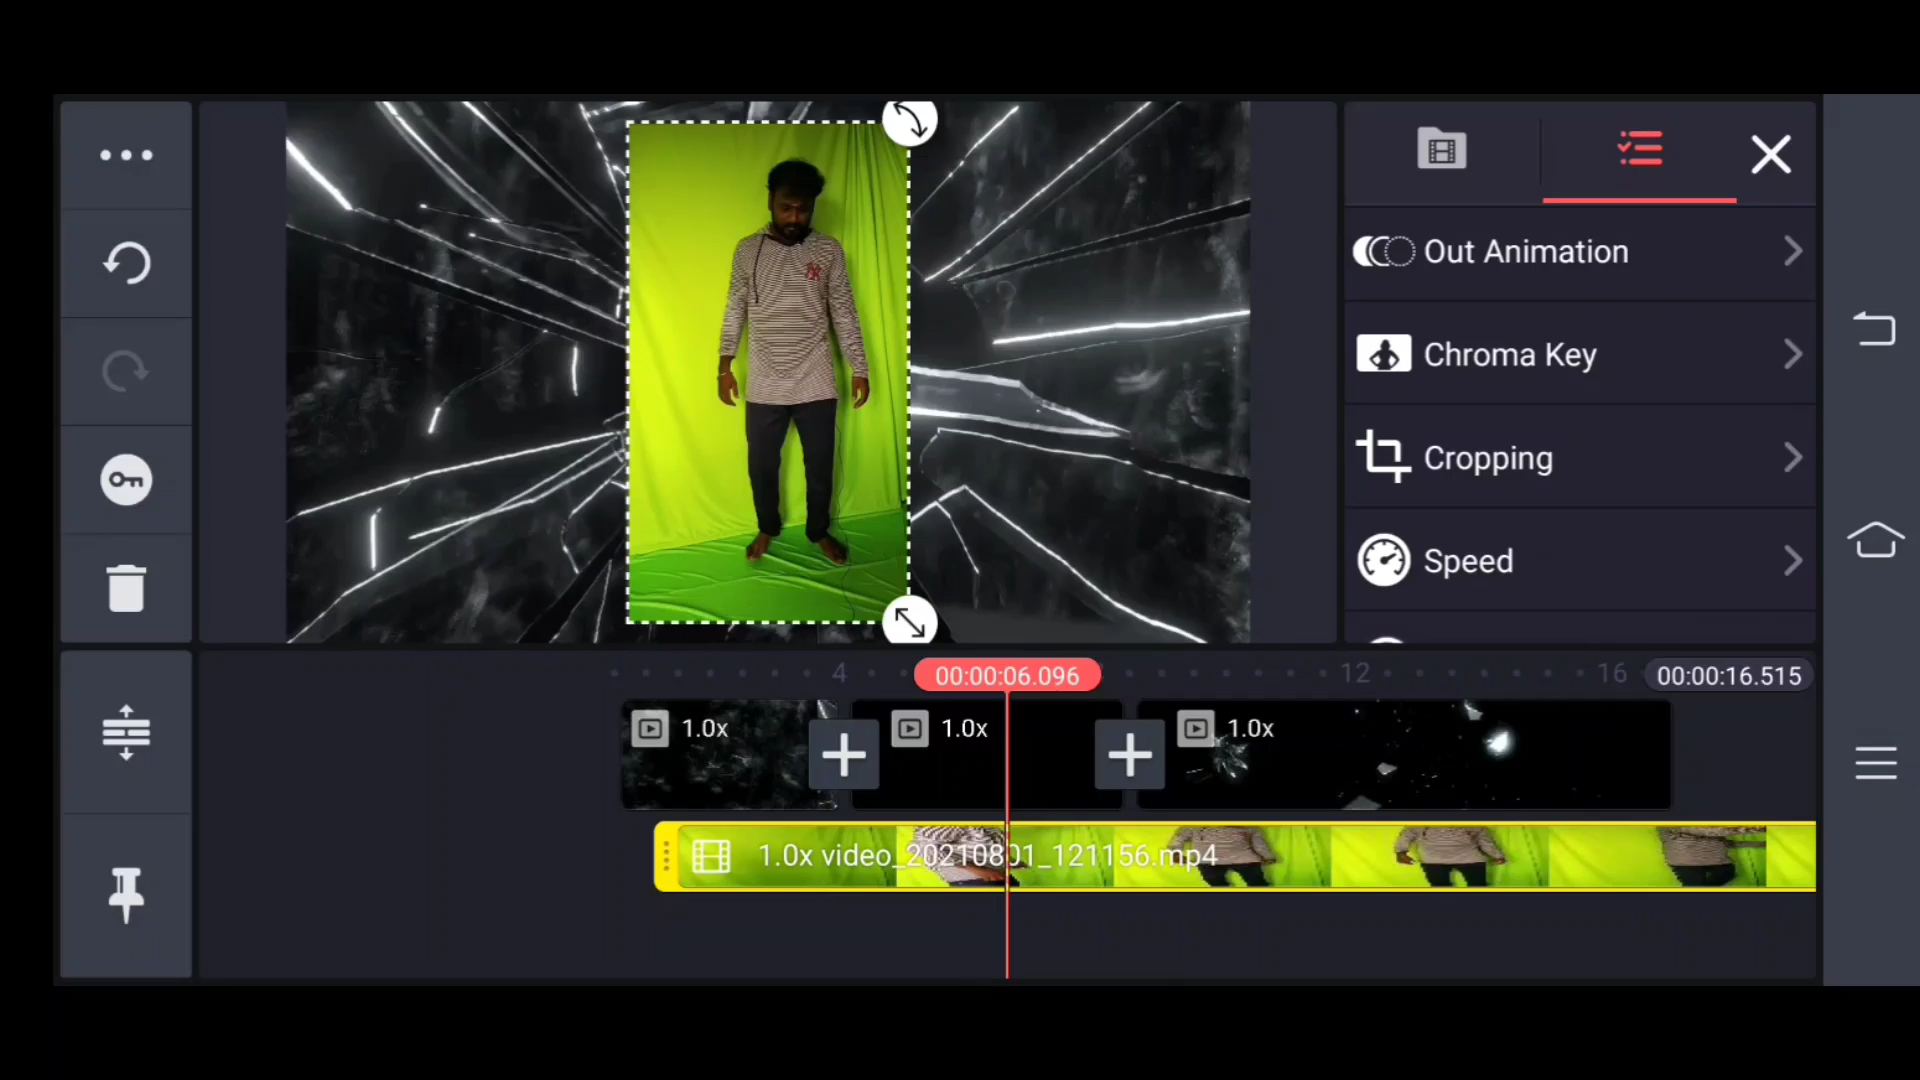 Out Animation
Chroma Key
Cropping
Speed
4
00:00:06.096
12
16
00:00:16.515
1.0x
1.0x
1.0x
1.0x video_20210801_121156.mp4